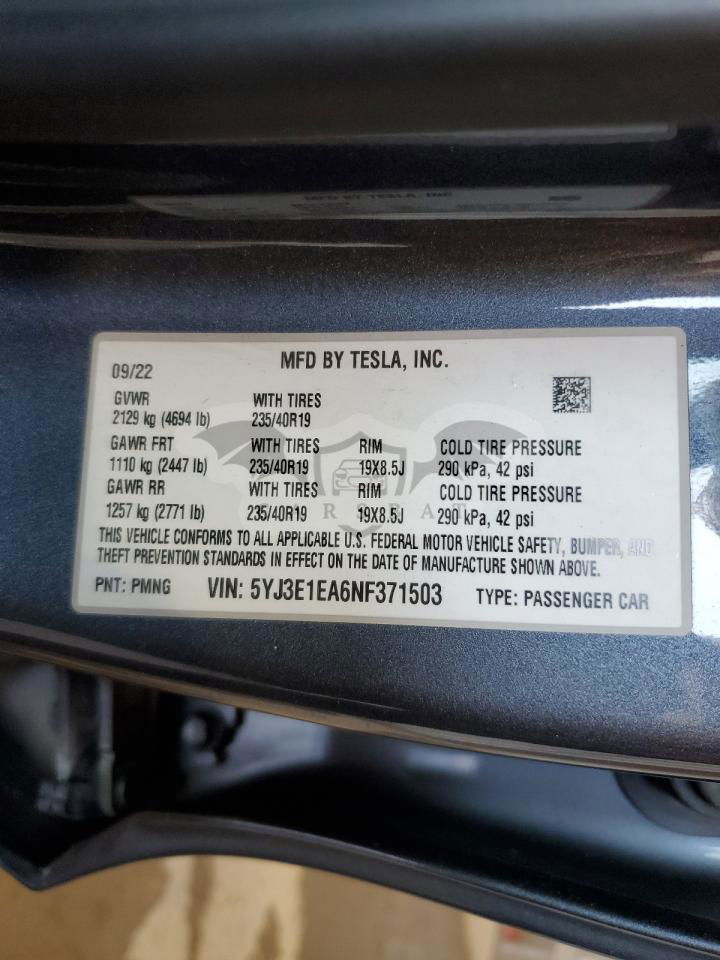 MFD BY TESLA, INC.
MFD BY TESLA, INC.
09/22
GVWR WITH TIRES
2129 kg (4694 lb) 235/40R19
GAWR FRT WITH TIRES RIM COLD TIRE PRESSURE
1110 kg (2447 lb) 235/40R19 19X8.5J 290 kPa, 42 psi
GAWR RR WITH TIRES RIM COLD TIRE PRESSURE
1257 kg (2771 lb) 235/40R19 19X8.5J 290 kPa, 42 psi
THIS VEHICLE CONFORMS TO ALL APPLICABLE U.S. FEDERAL MOTOR VEHICLE SAFETY, BUMPER, AND
THEFT PREVENTION STANDARDS IN EFFECT ON THE DATE OF MANUFACTURE SHOWN ABOVE.
PNT: PMNG VIN: 5YJ3E1EA6NF371503 TYPE: PASSENGER CAR